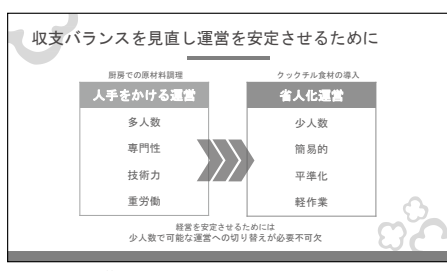 収支バランスを見直し運営を安定させるために
厨房での原材料調理
人手をかける運営
多人数
専門性
技術力
重労働
クックチル食材の導入
省人化運営
少人数
簡易的
平準化
軽作業
経営を安定させるためには
少人数で可能な運営への切り替えが必要不可欠